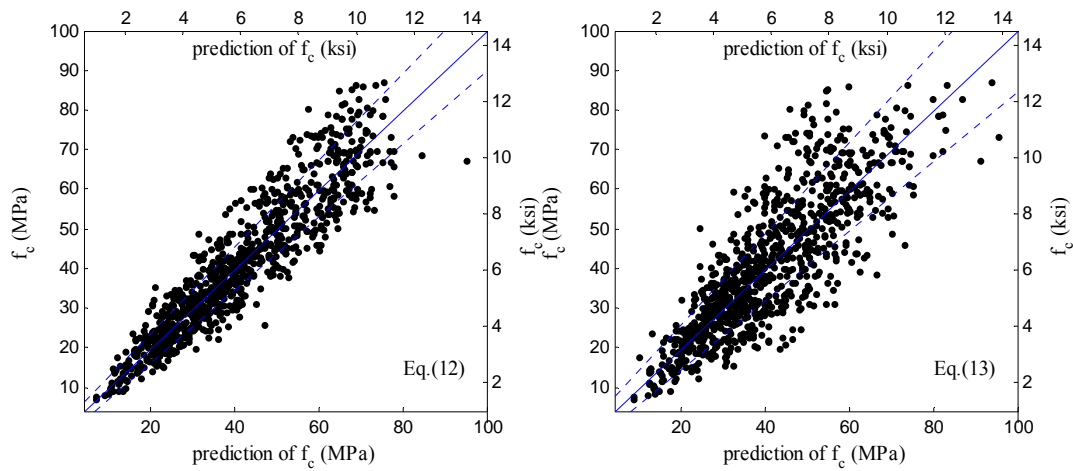 2 4 6 8 10 12 14
prediction of f_c (ksi)
100
90
80
70
60
50
40
30
20
10
f_c (MPa)
14
12
10
8
6
4
2
f_c (ksi)
Eq.(12)
20 40 60 80 100
prediction of f_c (MPa)
2 4 6 8 10 12 14
prediction of f_c (ksi)
100
90
80
70
60
50
40
30
20
10
f_c (MPa)
14
12
10
8
6
4
2
f_c (ksi)
Eq.(13)
20 40 60 80 100
prediction of f_c (MPa)